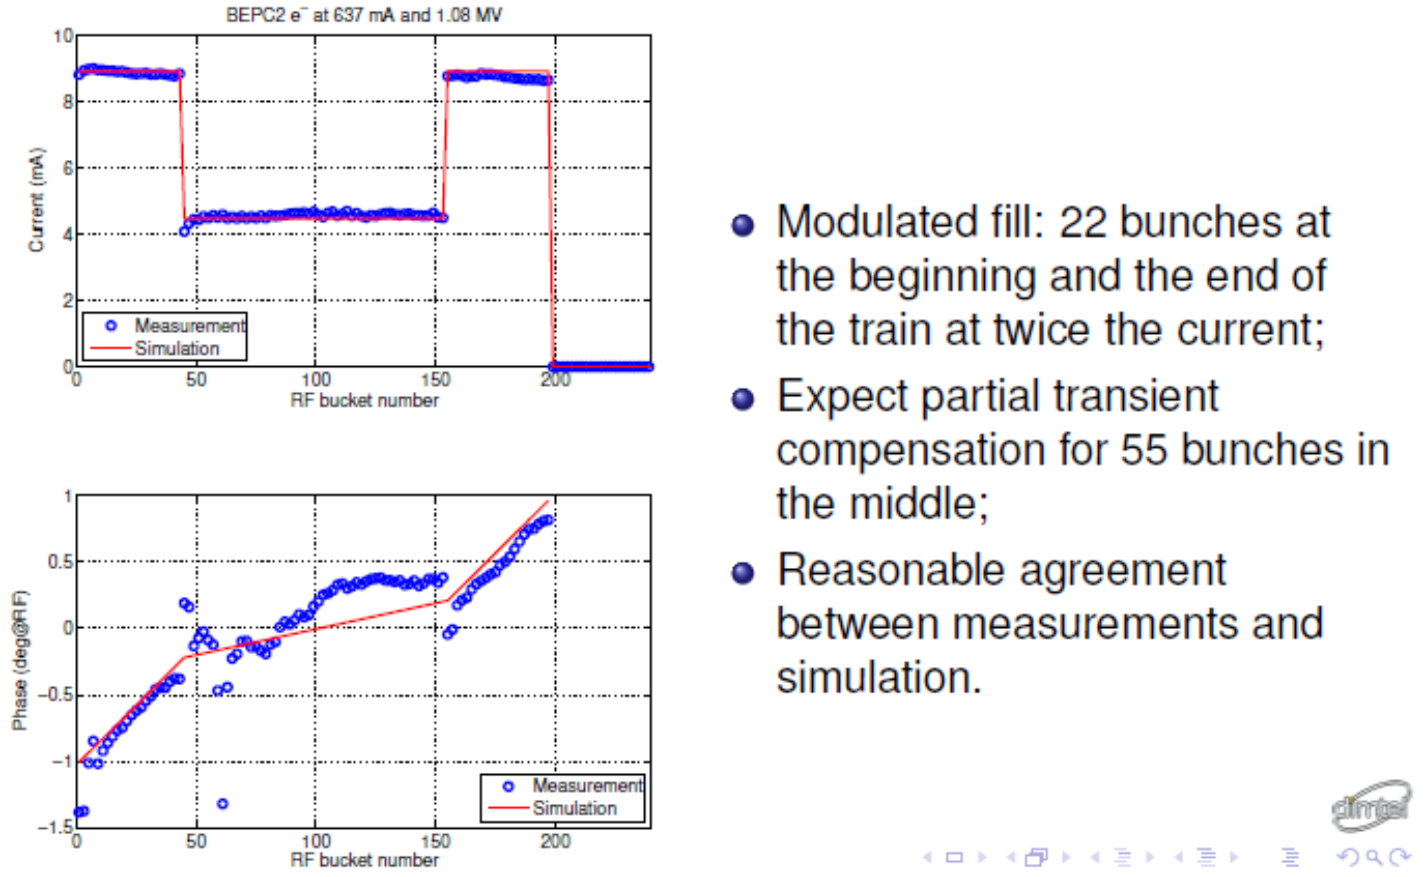 BEPC2 e⁻ at 637 mA and 1.08 MV
10
8
6
4
2
0
Current (mA)
Measurement
Simulation
0 50 100 150 200
RF bucket number
1
0.5
0
−0.5
−1
−1.5
Phase (deg@RF)
Measurement
Simulation
0 50 100 150 200
RF bucket number
Modulated fill: 22 bunches at
the beginning and the end of
the train at twice the current;
Expect partial transient
compensation for 55 bunches in
the middle;
Reasonable agreement
between measurements and
simulation.
dimtel